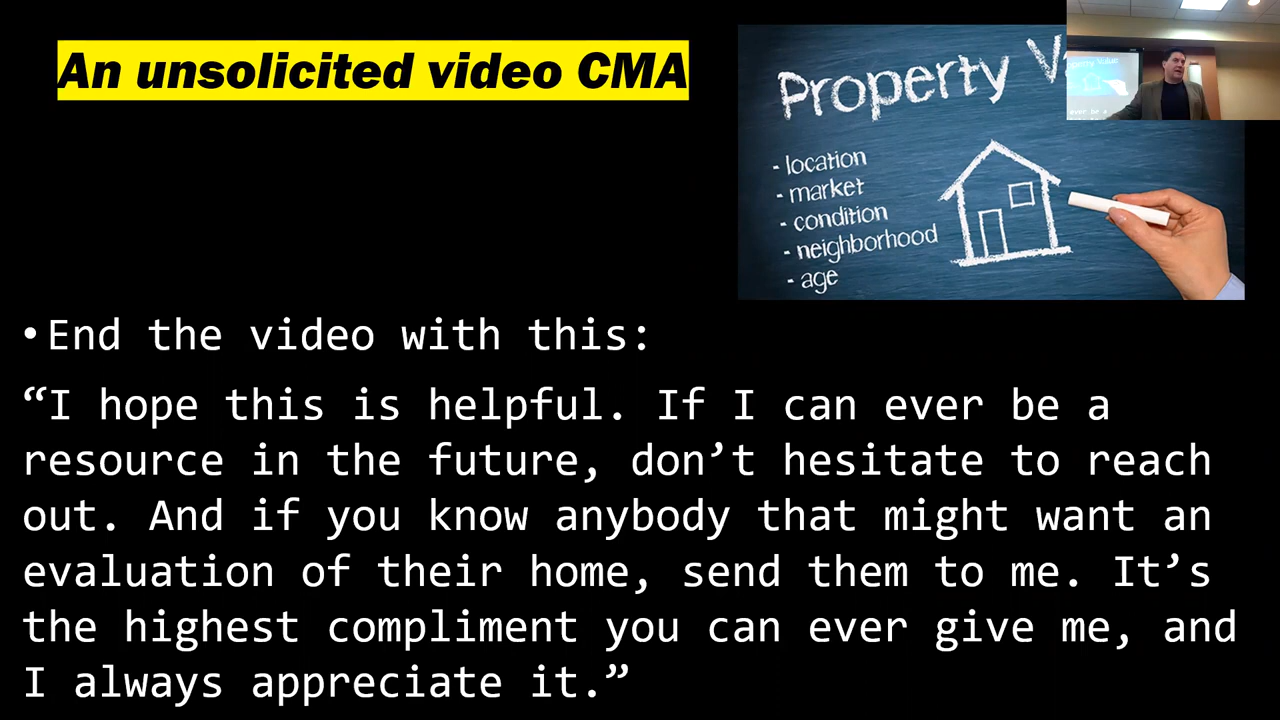 An unsolicited video CMA
Property V
- location
- market
- condition
- neighborhood
- age
•End the video with this:
“I hope this is helpful. If I can ever be a
resource in the future, don’t hesitate to reach
out. And if you know anybody that might want an
evaluation of their home, send them to me. It’s
the highest compliment you can ever give me, and
I always appreciate it.”